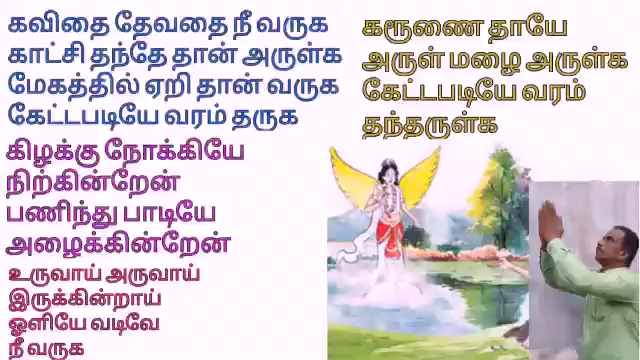 கவிதை தேவதை நீ வருக
காட்சி தந்தே தான் அருள்க
மேகத்தில் ஏறி தான் வருக
கேட்டபடியே வரம் தருக
கிழக்கு நோக்கியே
நிற்கின்றேன்
பணிந்து பாடியே
அழைக்கின்றேன்
உருவாய் அருவாய்
இருக்கின்றாய்
ஓளியே வடிவே
நீ வருக
கரூணை தாயே
அருள் மழை அருள்க
கேட்டபடியே வரம்
தந்தருள்க